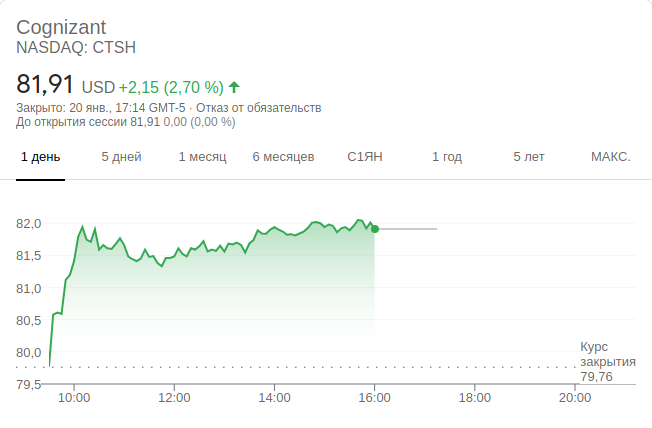 Cognizant
NASDAQ: CTSH
81,91 USD +2,15 (2,70 %)
Закрыто: 20 янв., 17:14 GMT-5 · Отказ от обязательств
До открытия сессии 81,91 0,00 (0,00 %)
1 день 5 дней 1 месяц 6 месяцев С1ЯН 1 год 5 лет МАКС.
82,0
81,5
81,0
80,5
80,0
79,5
Курс
закрытия
79,76
10:00 12:00 14:00 16:00 18:00 20:00